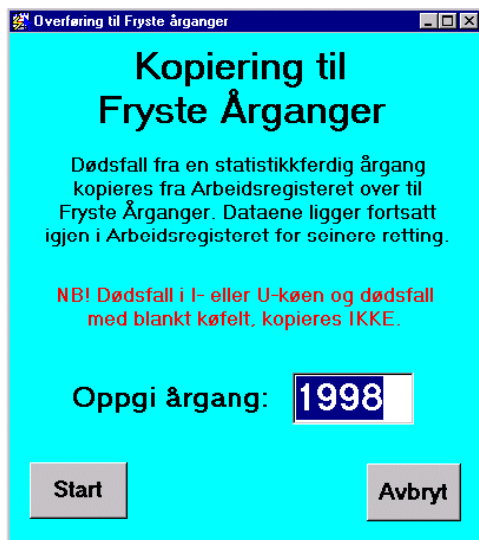 Overføring til Fryste årganger
Kopiering til
Fryste Årganger
Dødsfall fra en statistikkferdig årgang
kopieres fra Arbeidsregisteret over til
Fryste Årganger. Dataene ligger fortsatt
igjen i Arbeidsregisteret for seinere retting.
NB! Dødsfall i I- eller U-køen og dødsfall
med blankt køfelt, kopieres IKKE.
Oppgi årgang: 1998
Start Avbryt